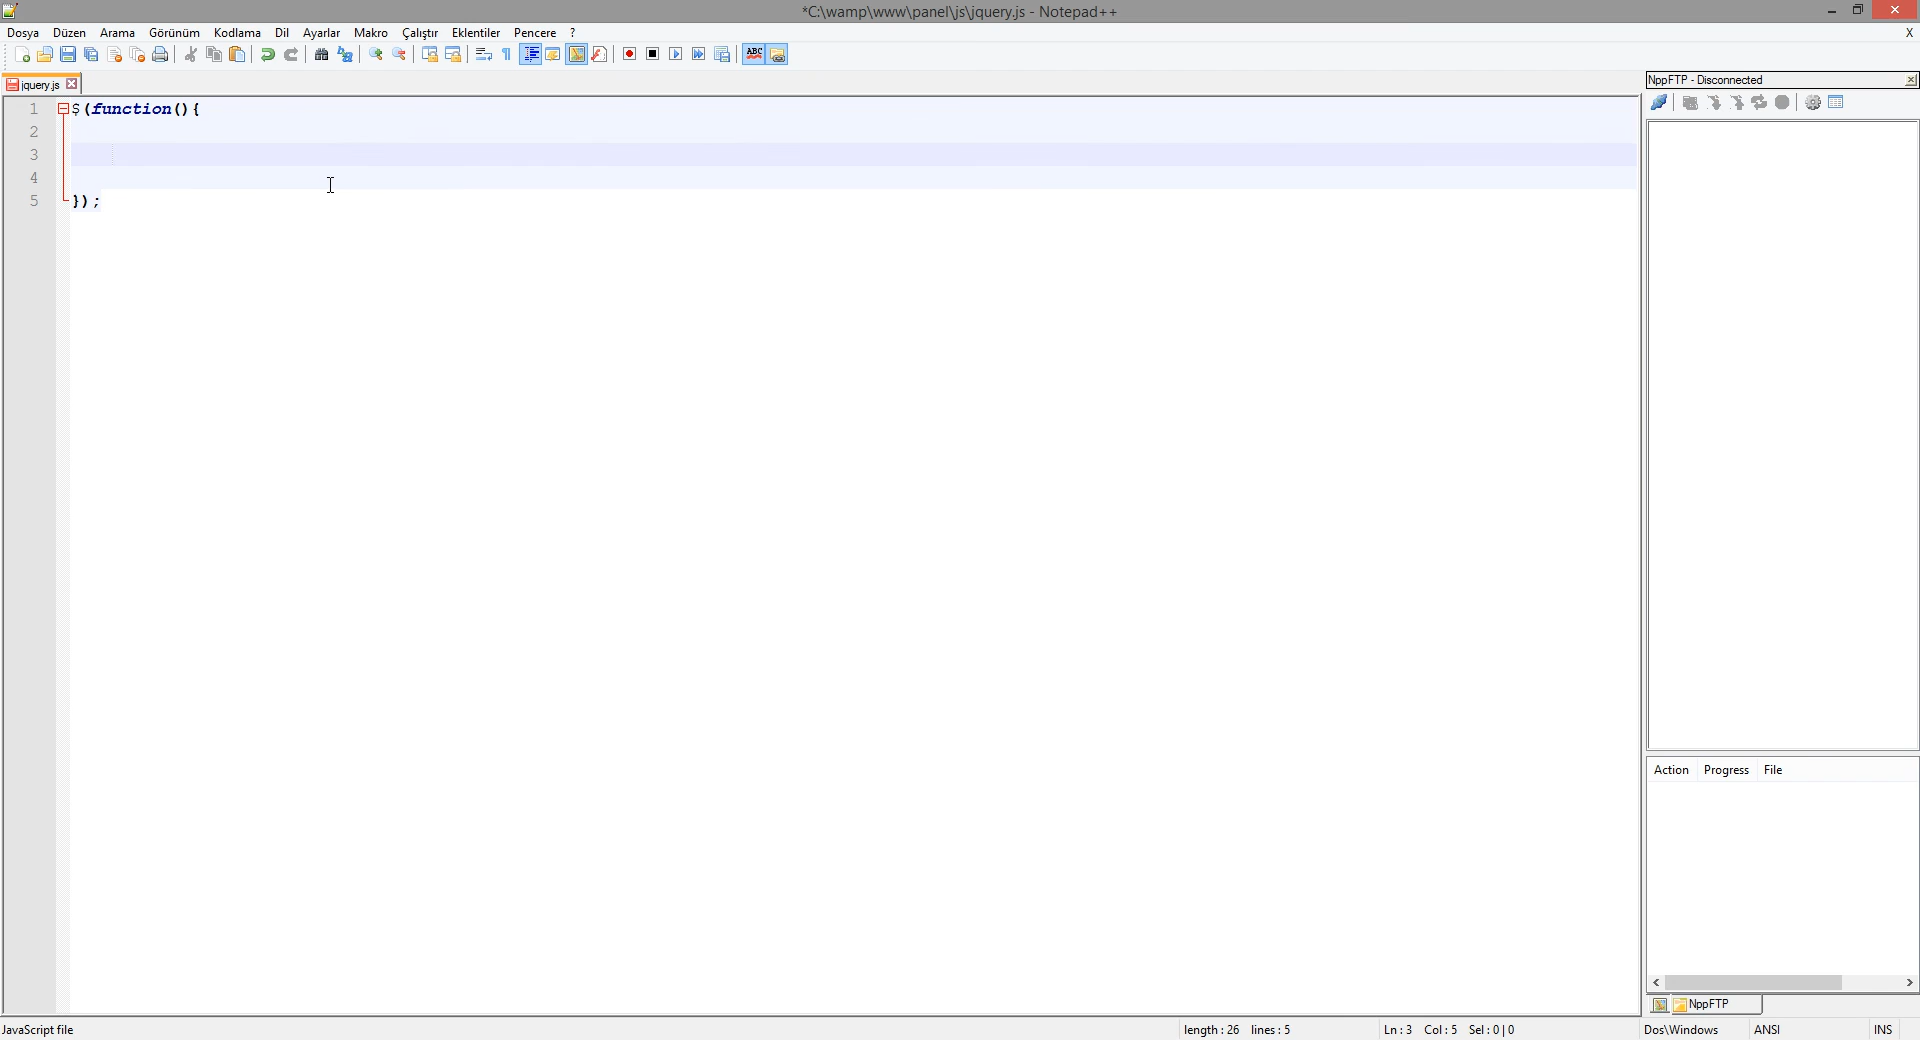 *C:\wamp\www\panel\js\jquery.js - Notepad++
Dosya Düzen Arama Görünüm Kodlama Dil Ayarlar Makro Çalıştır Eklentiler Pencere ? X
ABC
jquery.js
NppFTP - Disconnected
1 $(function(){
2
3
4
5 });
Action Progress File
NppFTP
JavaScript file length : 26 lines : 5 Ln : 3 Col : 5 Sel : 0 | 0 Dos\Windows ANSI INS